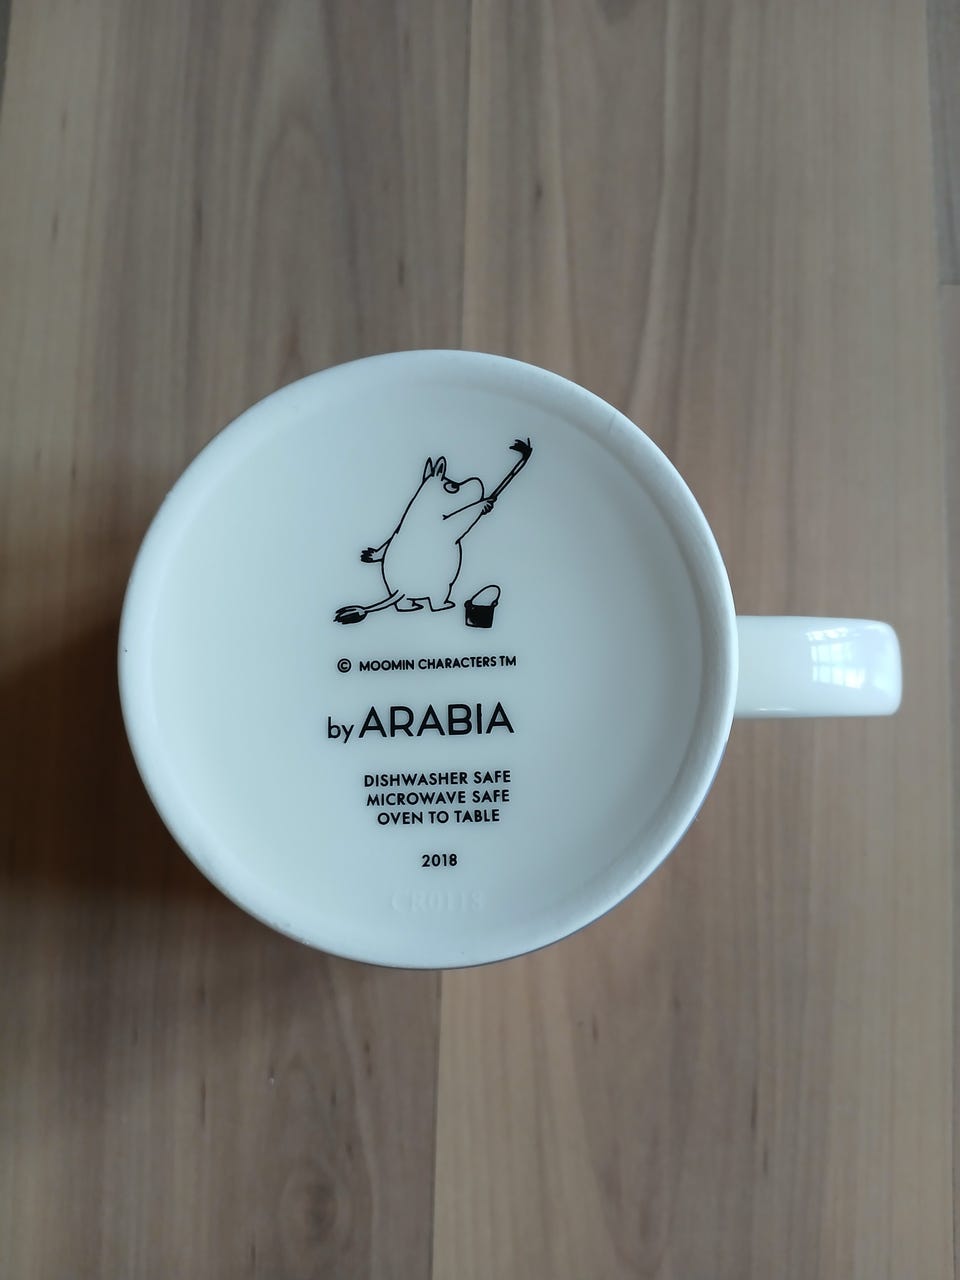 © MOOMIN CHARACTERS TM
by ARABIA
DISHWASHER SAFE
MICROWAVE SAFE
OVEN TO TABLE
2018